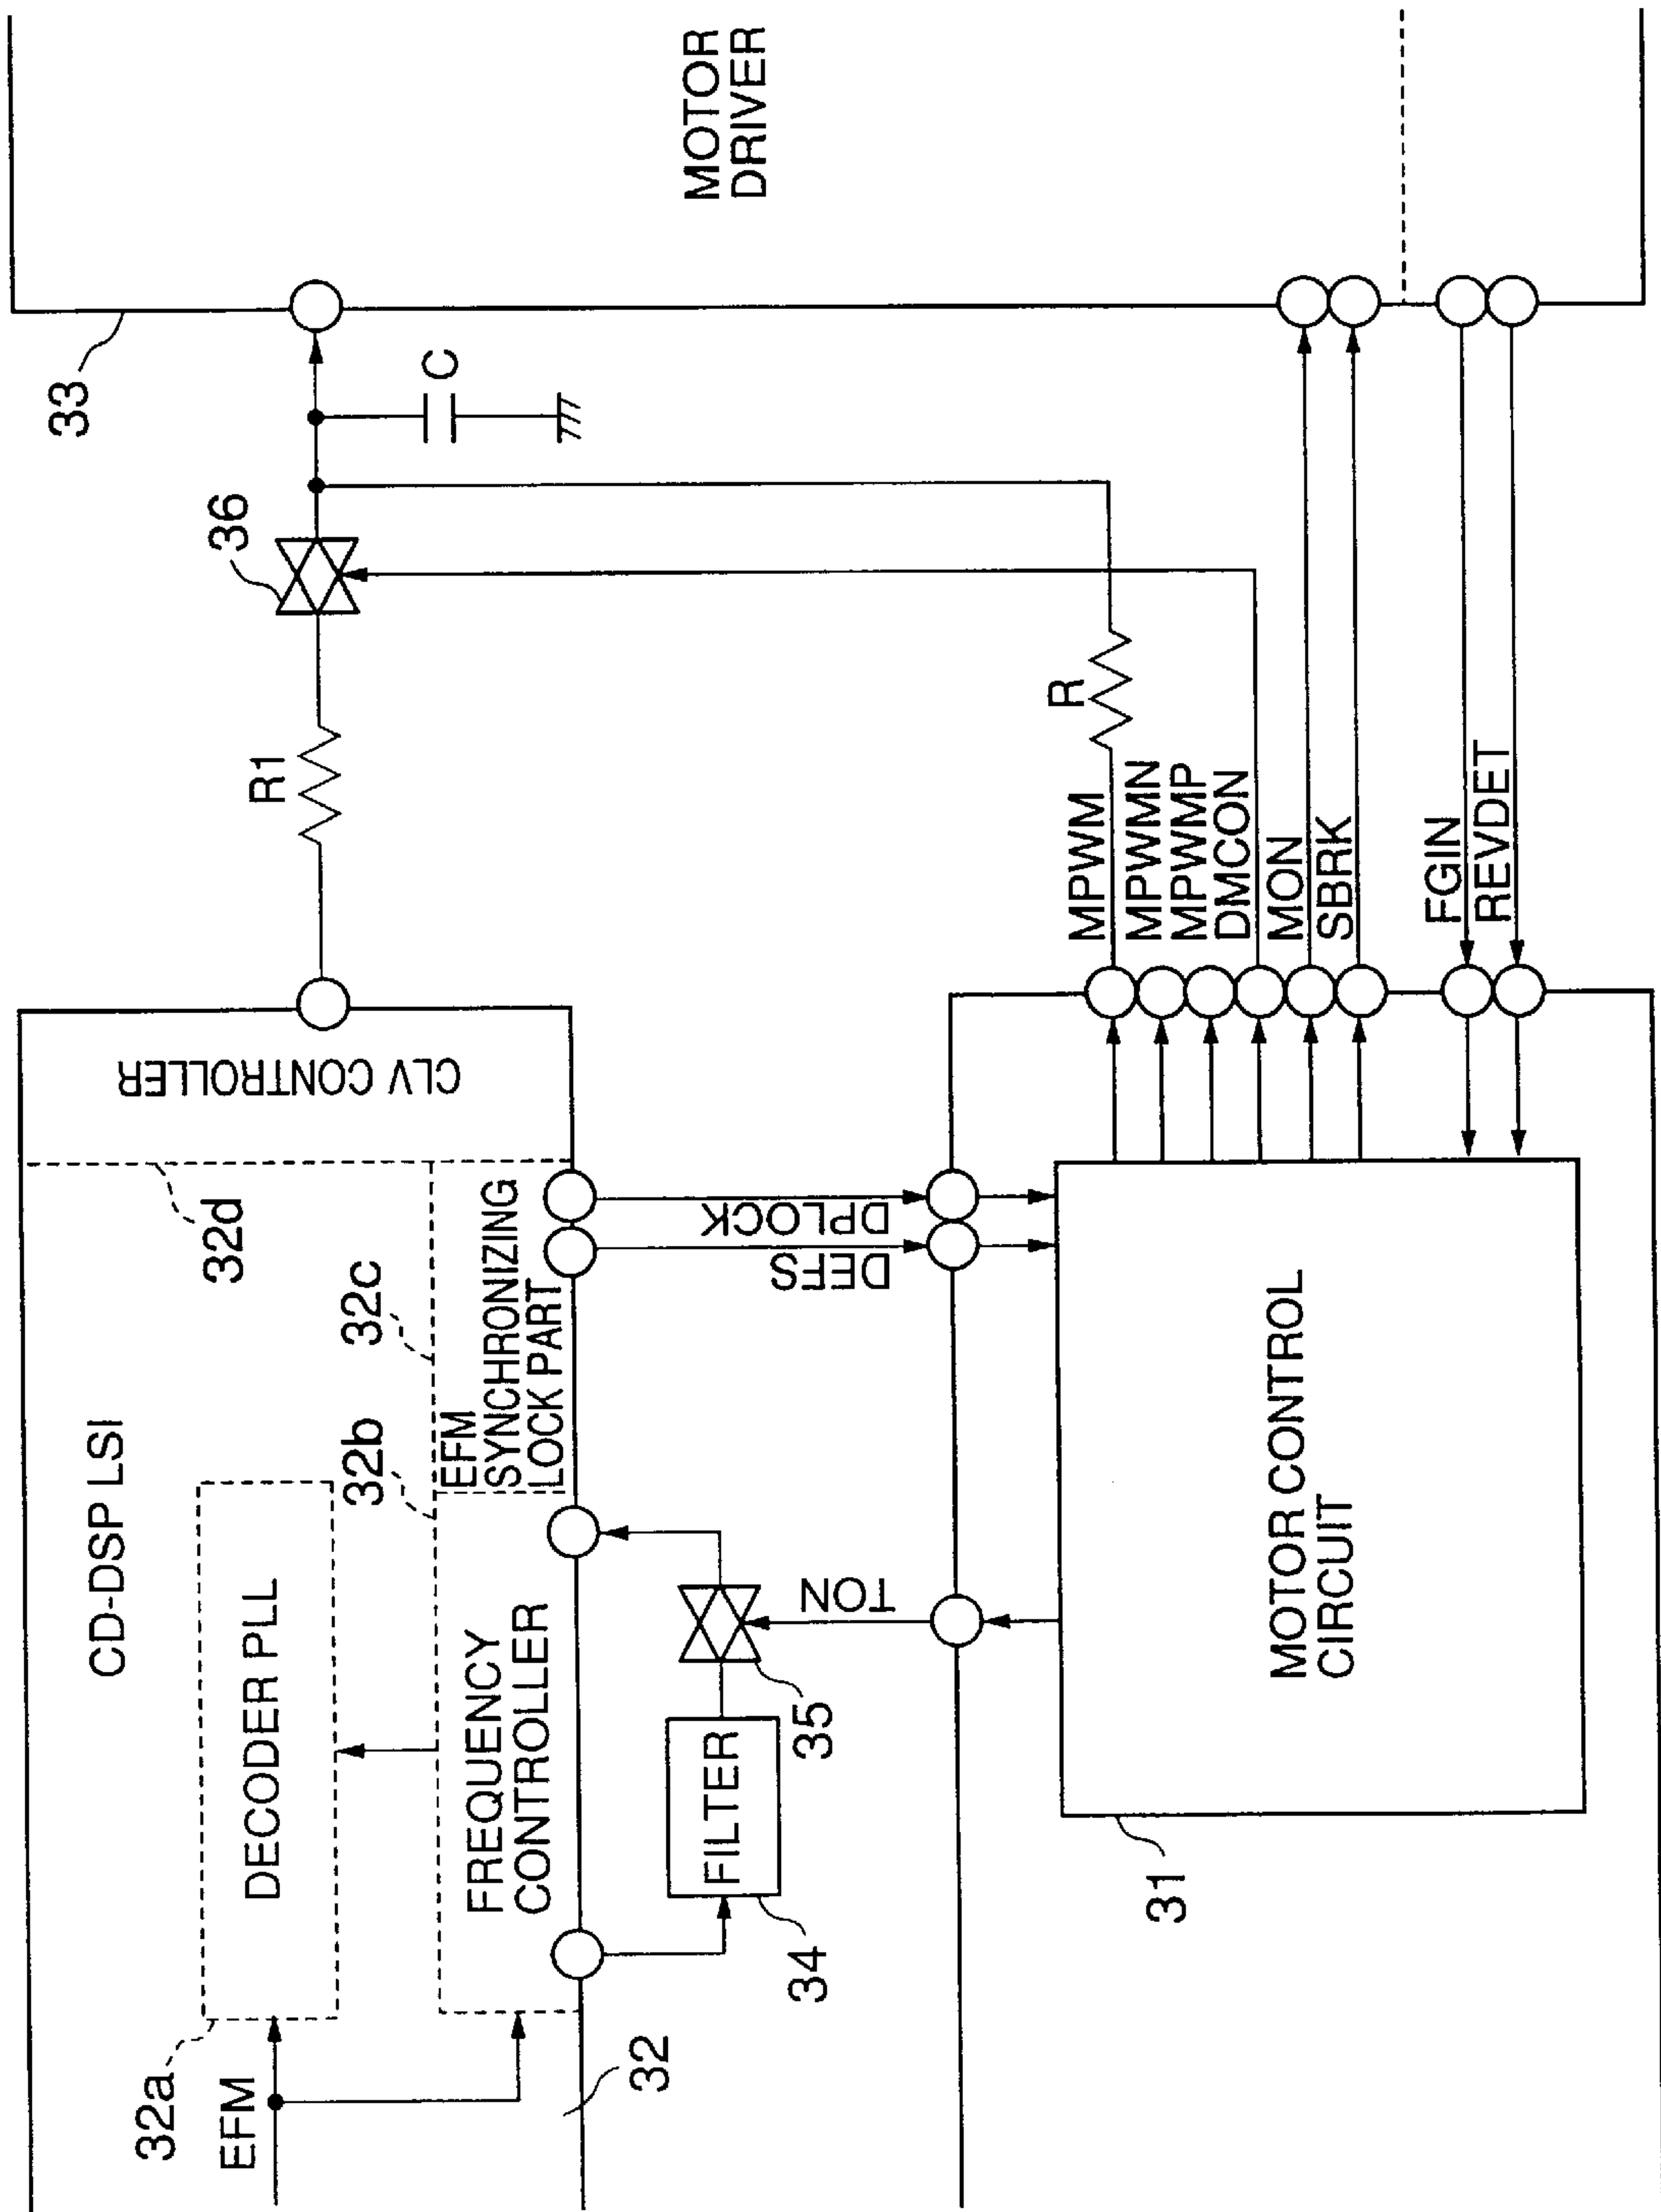 CD-DSP LSI
32a
DECODER PLL
EFM
32b
FREQUENCY
CONTROLLER
32c
EFM
SYNCHRONIZING
LOCK PART
32d
CLV CONTROLLER
32
R1
36
C
33
MOTOR
DRIVER
34
FILTER
35
TON
DEFS
DPLOCK
31
MOTOR CONTROL
CIRCUIT
R
MPWM
MPWMN
MPWMP
DMCON
MON
SBRK
FGIN
REVDET